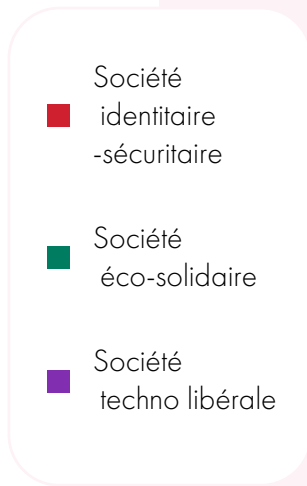 Société
identitaire
-sécuritaire
Société
éco-solidaire
Société
techno libérale